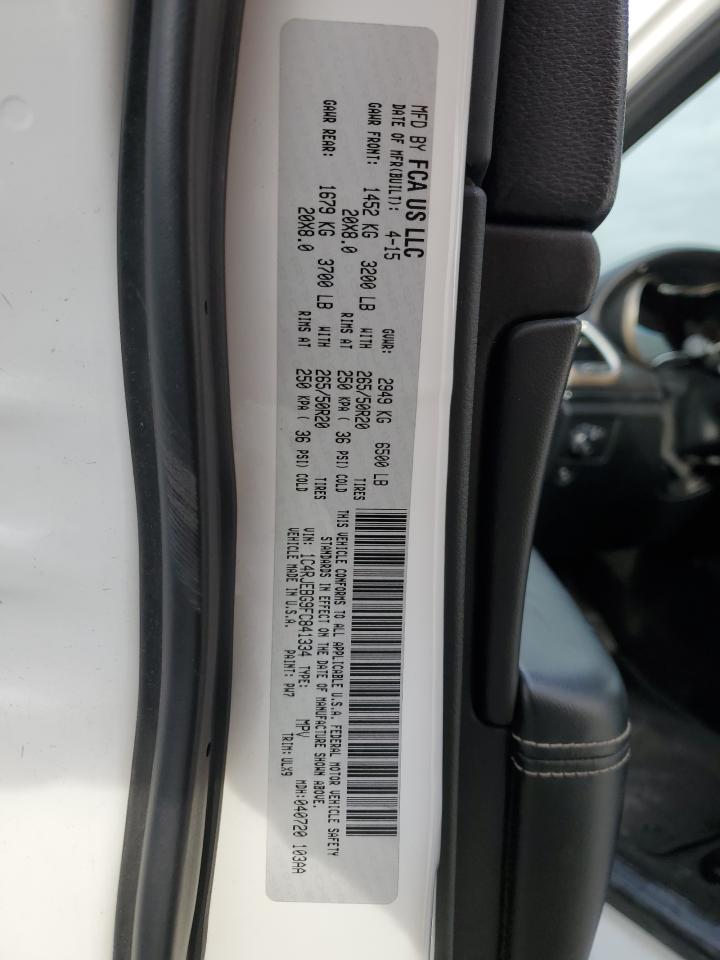 MFD BY FCA US LLC
DATE OF MFR(BUILT): 4-15 GVWR: 2949 KG 6500 LB
GAWR FRONT: 1452 KG 3200 LB WITH 265/50R20 TIRES
20X8.0 RIMS AT 250 KPA ( 36 PSI) COLD
GAWR REAR: 1679 KG 3700 LB WITH 265/50R20 TIRES
20X8.0 RIMS AT 250 KPA ( 36 PSI) COLD
THIS VEHICLE CONFORMS TO ALL APPLICABLE U.S.A. FEDERAL MOTOR VEHICLE SAFETY
STANDARDS IN EFFECT ON THE DATE OF MANUFACTURE SHOWN ABOVE.
VIN: 1C4RJEBG9FC841334 TYPE: MPV MDH:040720 103AA
VEHICLE MADE IN U.S.A. PAINT: PW7 TRIM: ULX9